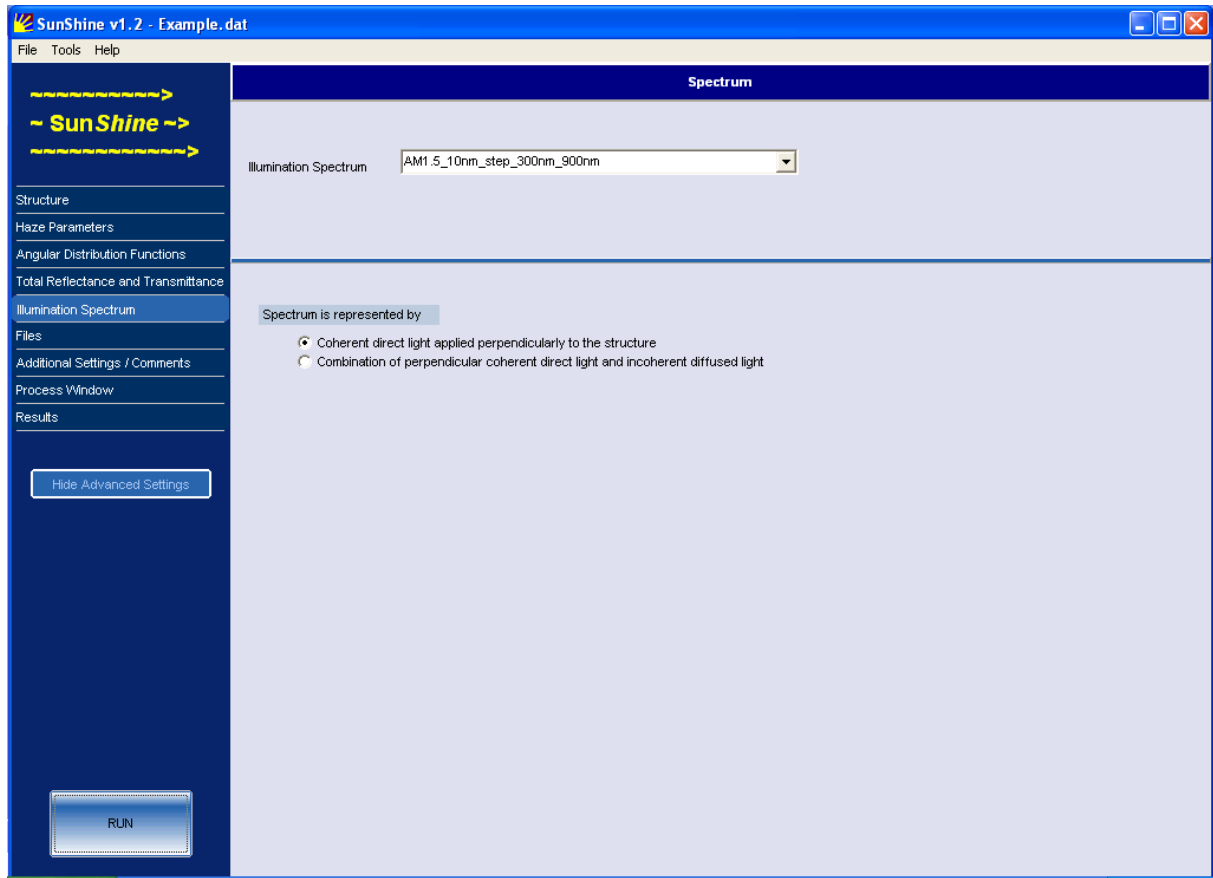 SunShine v1.2 - Example.dat
File Tools Help
~~~~~~~~~~>
~ SunShine ~>
~~~~~~~~~~~~>
Structure
Haze Parameters
Angular Distribution Functions
Total Reflectance and Transmittance
Illumination Spectrum
Files
Additional Settings / Comments
Process Window
Results
Hide Advanced Settings
RUN
Spectrum
Illumination Spectrum AM1.5_10nm_step_300nm_900nm
Spectrum is represented by
Coherent direct light applied perpendicularly to the structure
Combination of perpendicular coherent direct light and incoherent diffused light